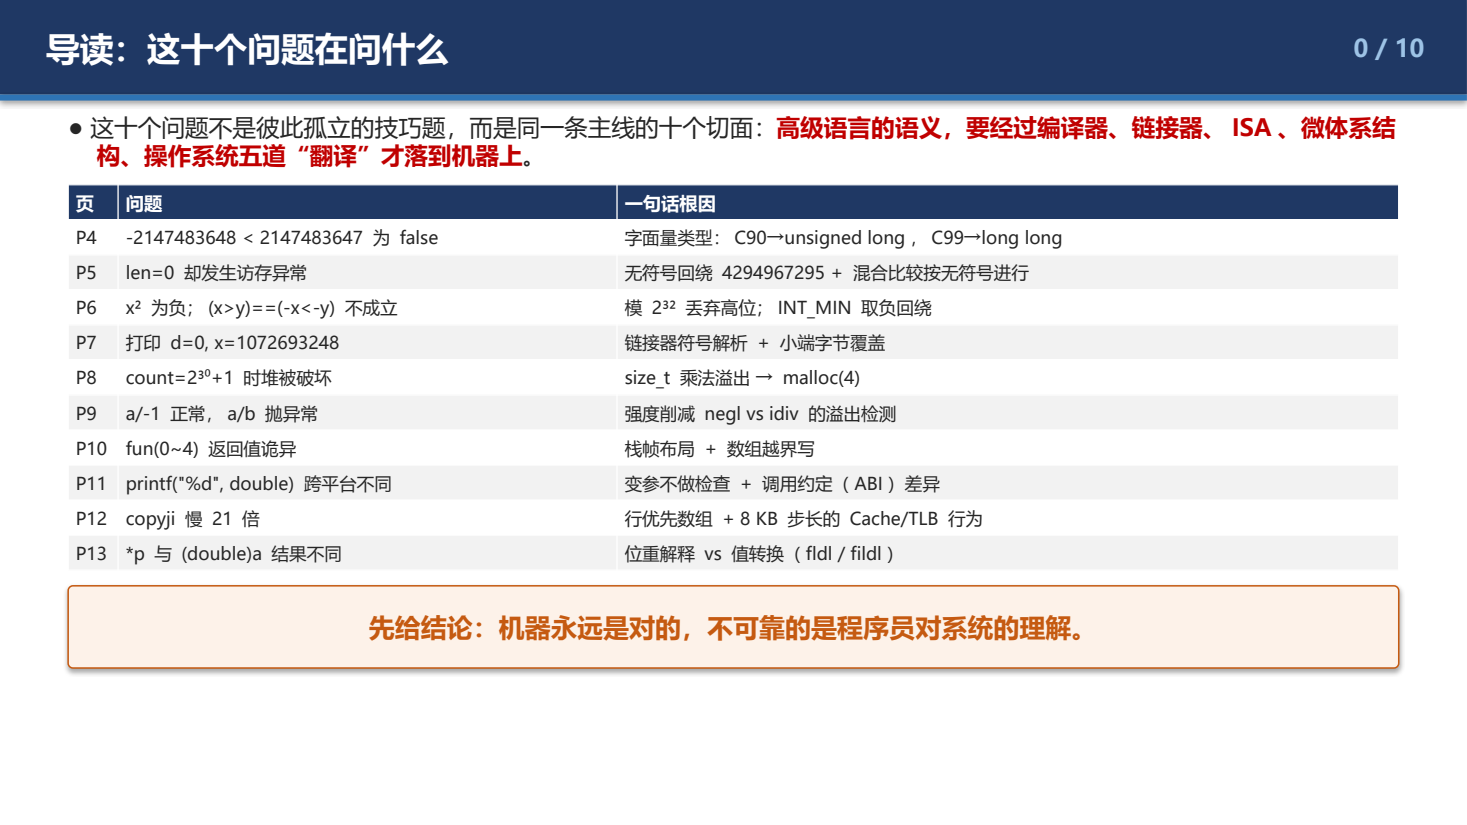 导读：这十个问题在问什么
0 / 10
● 这十个问题不是彼此孤立的技巧题，而是同一条主线的十个切面：高级语言的语义，要经过编译器、链接器、 ISA 、微体系结
构、操作系统五道“翻译”才落到机器上。
页 问题 一句话根因
P4 -2147483648 < 2147483647 为 false 字面量类型： C90→unsigned long ， C99→long long
P5 len=0 却发生访存异常 无符号回绕 4294967295 + 混合比较按无符号进行
P6 x² 为负； (x>y)==(-x<-y) 不成立 模 2³² 丢弃高位； INT_MIN 取负回绕
P7 打印 d=0, x=1072693248 链接器符号解析 + 小端字节覆盖
P8 count=2³⁰+1 时堆被破坏 size_t 乘法溢出 → malloc(4)
P9 a/-1 正常， a/b 抛异常 强度削减 negl vs idiv 的溢出检测
P10 fun(0~4) 返回值诡异 栈帧布局 + 数组越界写
P11 printf("%d", double) 跨平台不同 变参不做检查 + 调用约定（ ABI ）差异
P12 copyji 慢 21 倍 行优先数组 + 8 KB 步长的 Cache/TLB 行为
P13 *p 与 (double)a 结果不同 位重解释 vs 值转换（ fldl / fildl ）
先给结论：机器永远是对的，不可靠的是程序员对系统的理解。